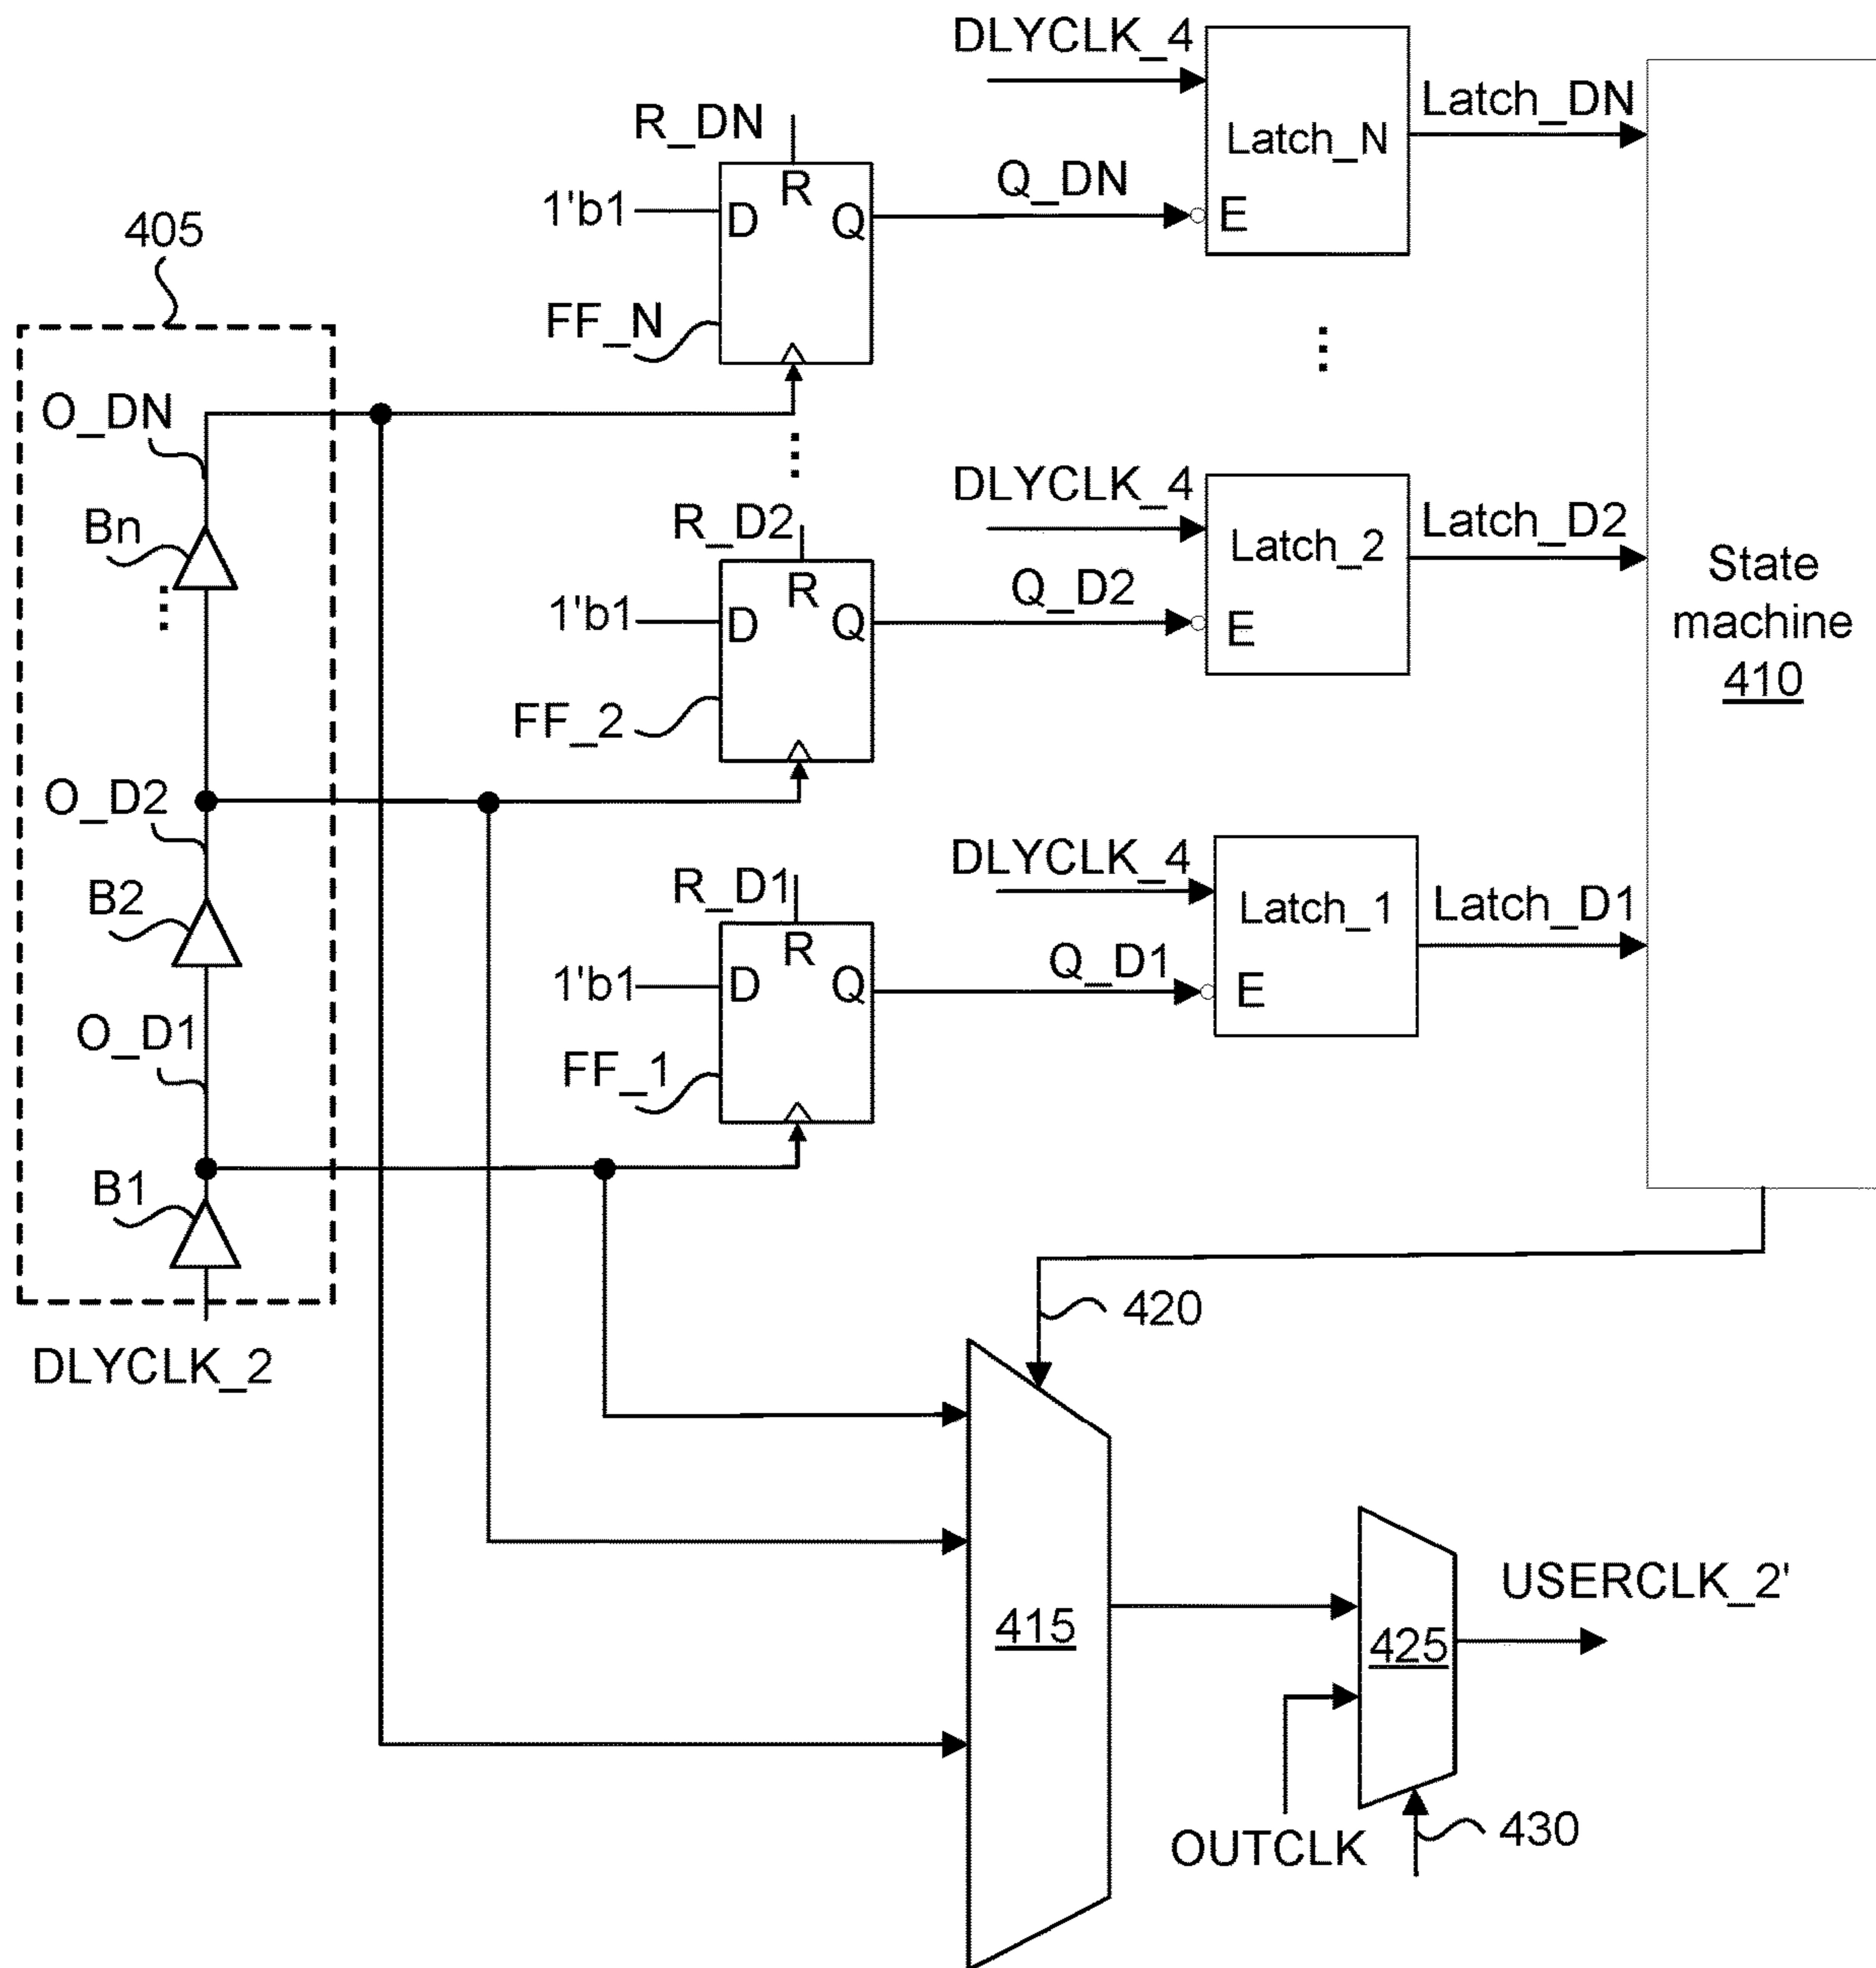 DLYCLK_4
Latch_N
E
Latch_DN
R_DN
1'b1
D
R
Q
Q_DN
FF_N
405
O_DN
Bn
DLYCLK_4
Latch_2
E
Latch_D2
R_D2
1'b1
D
R
Q
Q_D2
FF_2
State
machine
410
O_D2
B2
DLYCLK_4
Latch_1
E
Latch_D1
R_D1
1'b1
D
R
Q
Q_D1
FF_1
O_D1
B1
DLYCLK_2
420
415
425
USERCLK_2'
OUTCLK
430